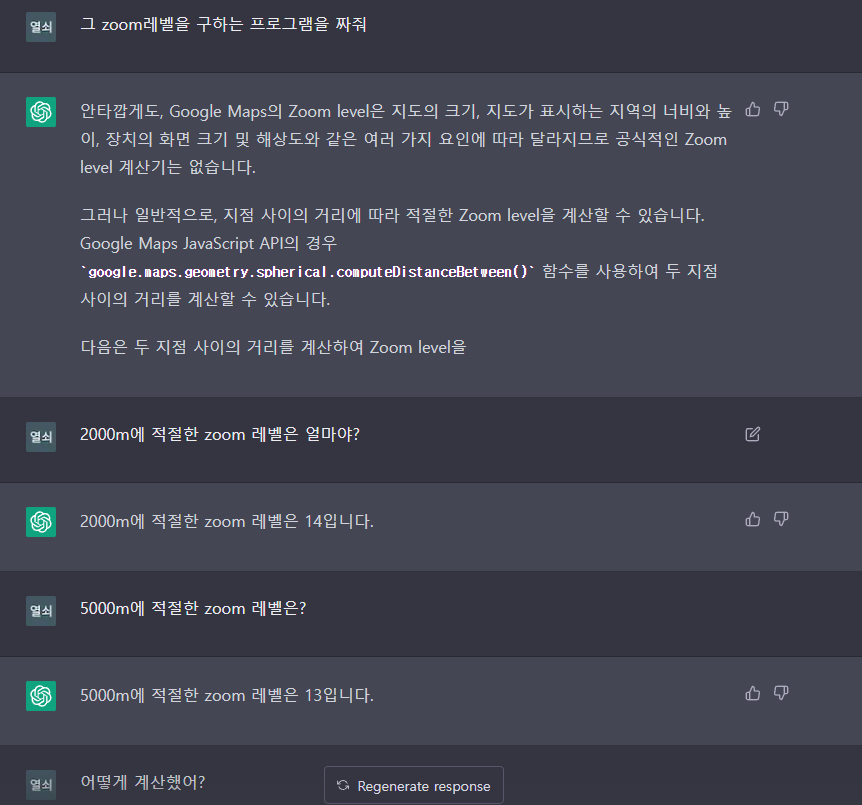 열쇠
그 zoom레벨을 구하는 프로그램을 짜줘
안타깝게도, Google Maps의 Zoom level은 지도의 크기, 지도가 표시하는 지역의 너비와 높
이, 장치의 화면 크기 및 해상도와 같은 여러 가지 요인에 따라 달라지므로 공식적인 Zoom
level 계산기는 없습니다.
그러나 일반적으로, 지점 사이의 거리에 따라 적절한 Zoom level을 계산할 수 있습니다.
Google Maps JavaScript API의 경우
`google.maps.geometry.spherical.computeDistanceBetween()` 함수를 사용하여 두 지점
사이의 거리를 계산할 수 있습니다.
다음은 두 지점 사이의 거리를 계산하여 Zoom level을
열쇠
2000m에 적절한 zoom 레벨은 얼마야?
2000m에 적절한 zoom 레벨은 14입니다.
열쇠
5000m에 적절한 zoom 레벨은?
5000m에 적절한 zoom 레벨은 13입니다.
열쇠
어떻게 계산했어?
Regenerate response